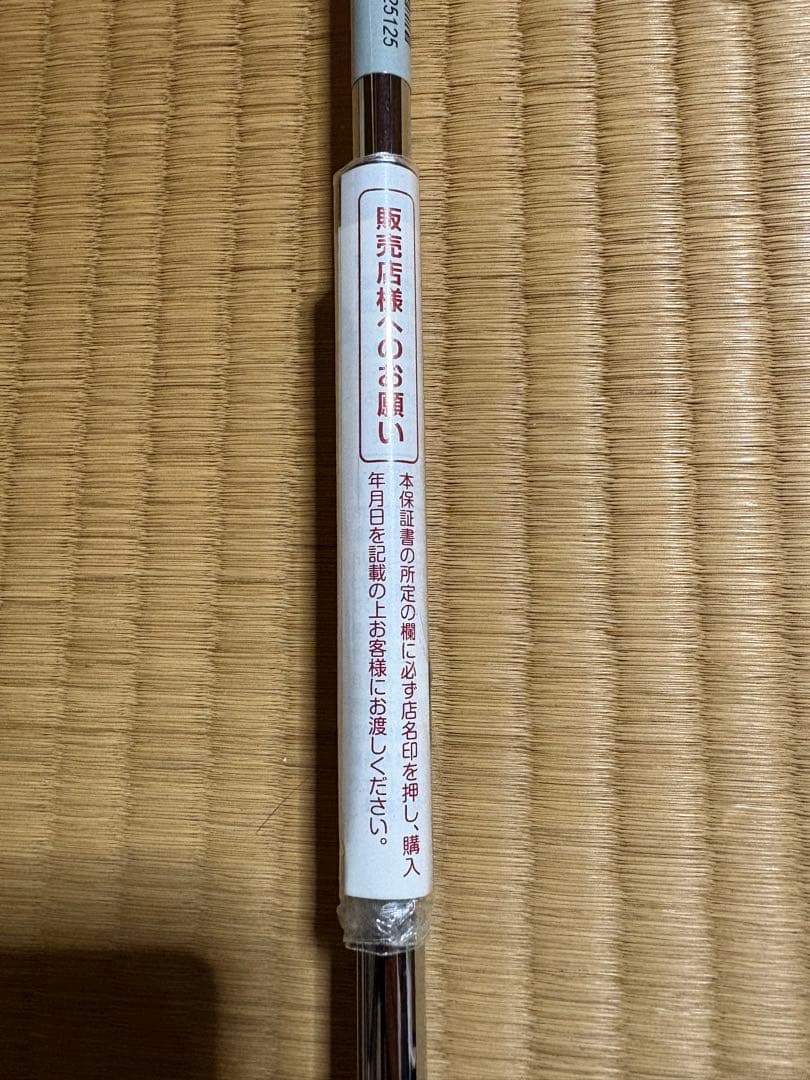 25125
販売店様へのお願い
本保証書の所定の欄に必ず店名印を押し、購入
年月日を記載の上お客様にお渡しください。